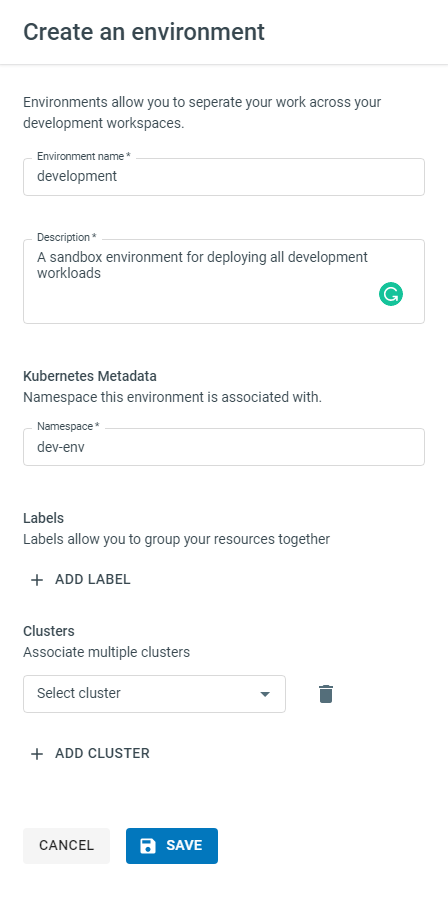 Create an environment
Environments allow you to seperate your work across your
development workspaces.
Environment name *
development
Description *
A sandbox environment for deploying all development
workloads
Kubernetes Metadata
Namespace this environment is associated with.
Namespace *
dev-env
Labels
Labels allow you to group your resources together
+ ADD LABEL
Clusters
Associate multiple clusters
Select cluster
+ ADD CLUSTER
CANCEL
SAVE